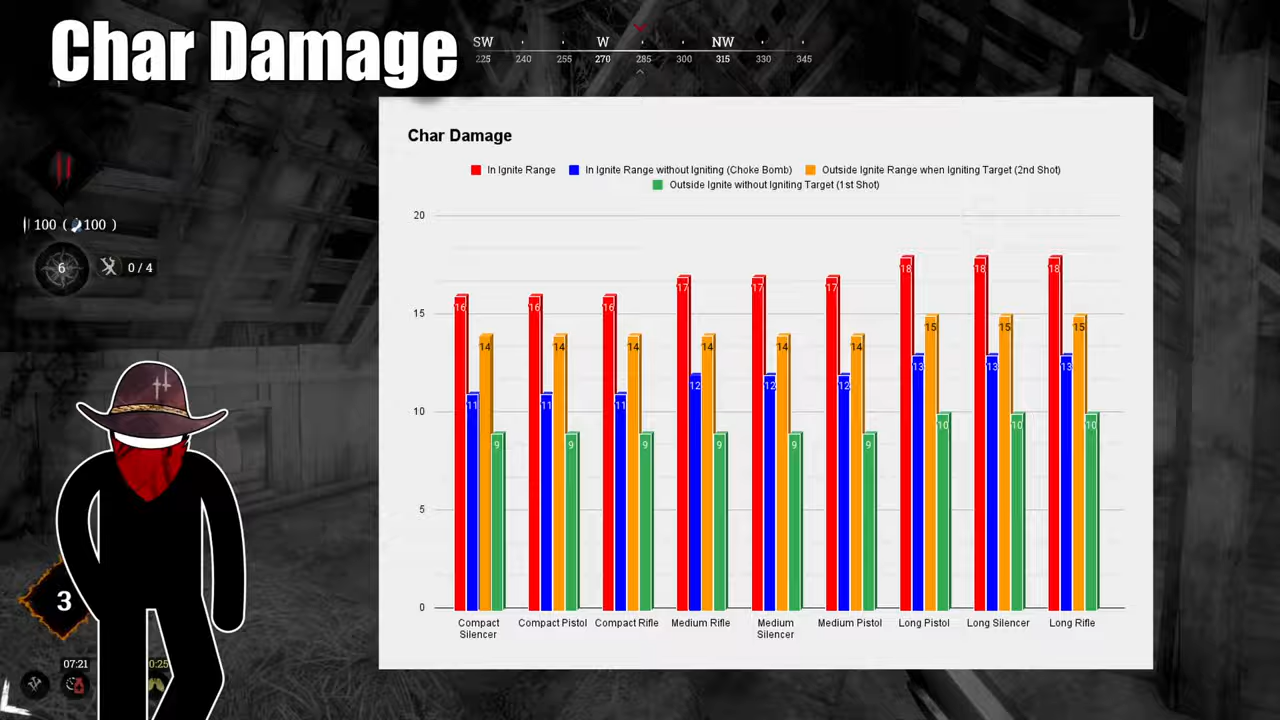 Char Damage
SW W NW
225 240 255 270 285 300 315 330 345
100 ( 100 )
6 0 / 4
3
07:21 0:25
Char Damage
In Ignite Range In Ignite Range without Igniting (Choke Bomb) Outside Ignite Range when Igniting Target (2nd Shot)
Outside Ignite without Igniting Target (1st Shot)
20
15
10
5
0
16 11 14 9
16 11 14 9
16 11 14 9
17 12 14 9
17 12 14 9
17 12 14 9
18 13 15 10
18 13 15 10
18 13 15 10
Compact
Silencer
Compact Pistol
Compact Rifle
Medium Rifle
Medium
Silencer
Medium Pistol
Long Pistol
Long Silencer
Long Rifle